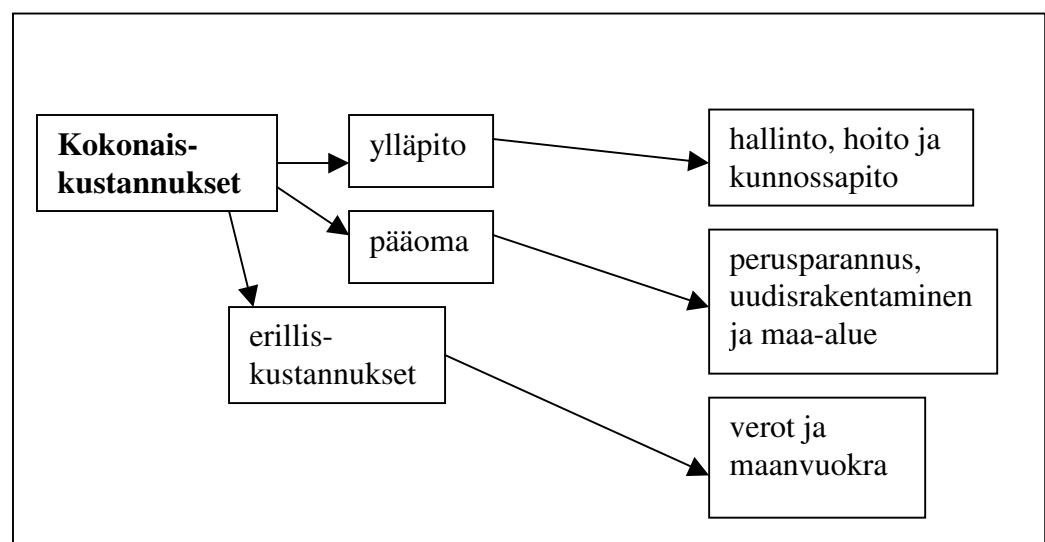 Kokonais-
kustannukset
ylläpito
hallinto, hoito ja
kunnossapito
pääoma
perusparannus,
uudisrakentaminen
ja maa-alue
erillis-
kustannukset
verot ja
maanvuokra